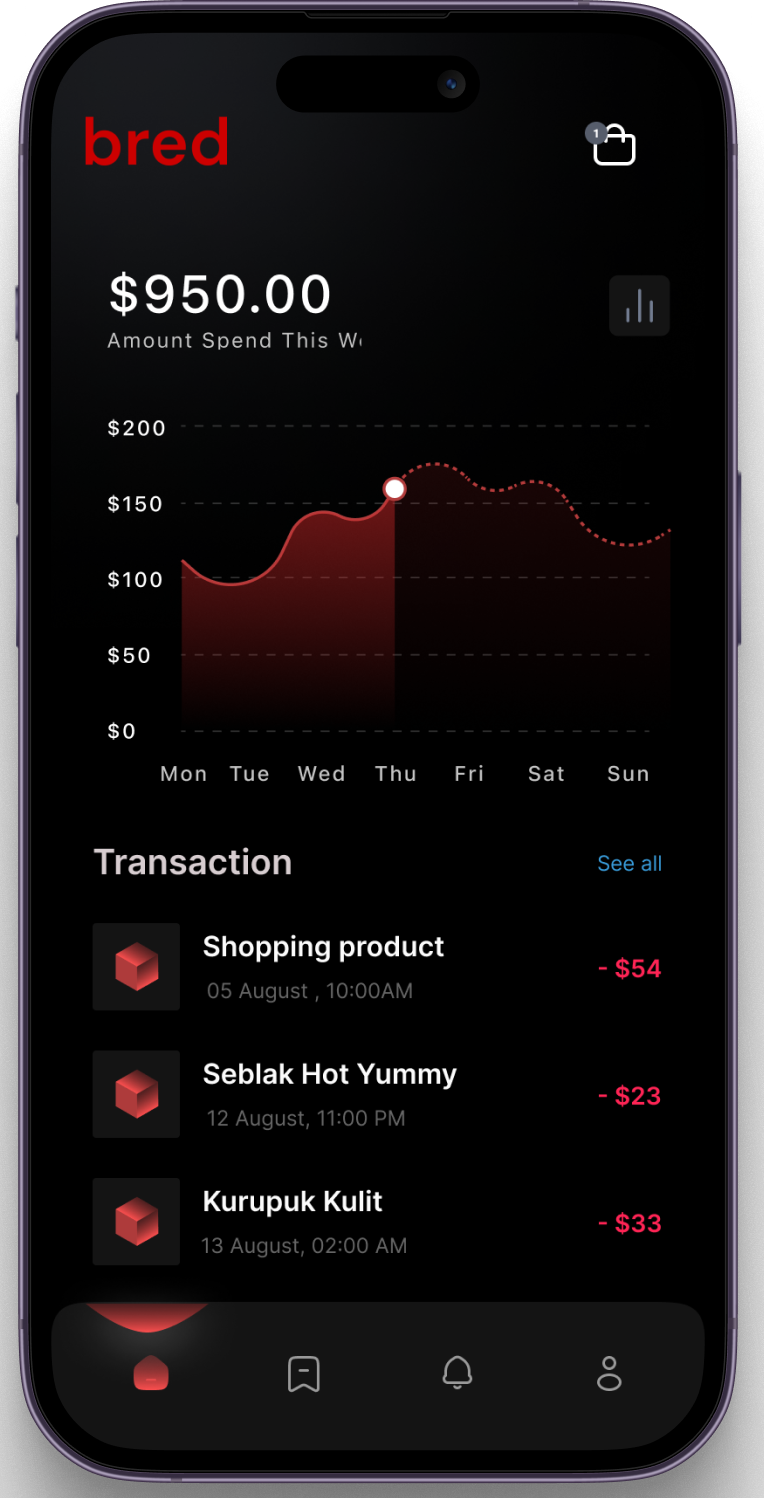 bred
1
$950.00
Amount Spend This W
$200
$150
$100
$50
$0
Mon Tue Wed Thu Fri Sat Sun
Transaction
See all
Shopping product
05 August , 10:00AM
- $54
Seblak Hot Yummy
12 August, 11:00 PM
- $23
Kurupuk Kulit
13 August, 02:00 AM
- $33